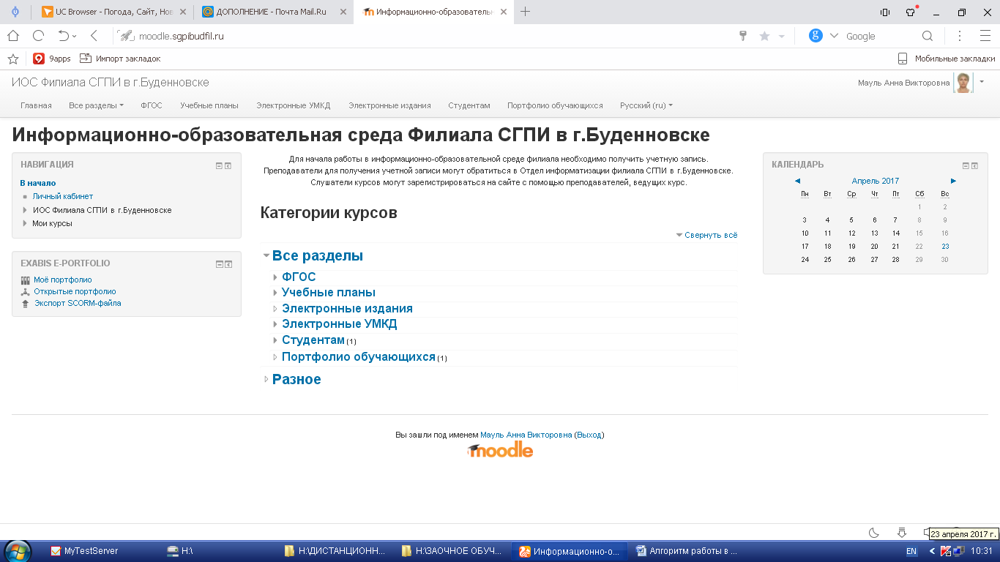 UC Browser - Погода, Сайт, Нов
ДОПОЛНЕНИЕ - Почта Mail.Ru
Информационно-образователь
moodle.sgpibudfil.ru
g Google
9apps
Импорт закладок
Мобильные закладки
ИОС Филиала СГПИ в г.Буденновске
Мауль Анна Викторовна
Главная Все разделы ФГОС Учебные планы Электронные УМКД Электронные издания Студентам Портфолио обучающихся Русский (ru)
Информационно-образовательная среда Филиала СГПИ в г.Буденновске
НАВИГАЦИЯ
В начало
Личный кабинет
ИОС Филиала СГПИ в г.Буденновске
Мои курсы
EXABIS E-PORTFOLIO
Моё портфолио
Открытые портфолио
Экспорт SCORM-файла
Для начала работы в информационно-образовательной среде филиала необходимо получить учетную запись.
Преподаватели для получения учетной записи могут обратиться в Отдел информатизации филиала СГПИ в г.Буденновске.
Слушатели курсов могут зарегистрироваться на сайте с помощью преподавателей, ведущих курс.
Категории курсов
Свернуть всё
Все разделы
ФГОС
Учебные планы
Электронные издания
Электронные УМКД
Студентам (1)
Портфолио обучающихся (1)
Разное
КАЛЕНДАРЬ
Апрель 2017
Пн Вт Ср Чт Пт Сб Вс
1 2
3 4 5 6 7 8 9
10 11 12 13 14 15 16
17 18 19 20 21 22 23
24 25 26 27 28 29 30
Вы зашли под именем Мауль Анна Викторовна (Выход)
moodle
23 апреля 2017 г.
MyTestServer
H:\
H:\ДИСТАНЦИОНН...
H:\ЗАОЧНОЕ ОБУЧ...
Информационно-о...
Алгоритм работы в ...
EN
10:31